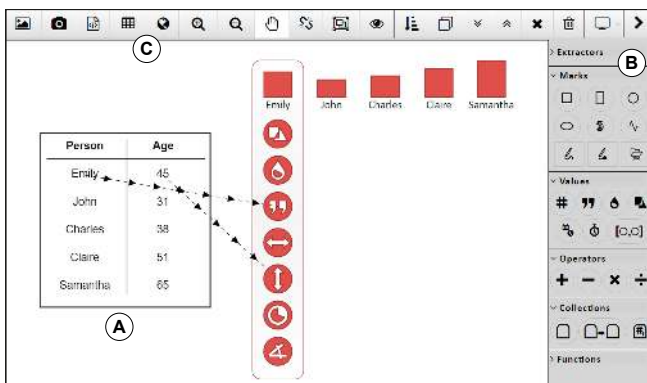 C
B
Extractors
Marks
Values
# ,,
[o,o]
Operators
+ − × ÷
Collections
Functions
Emily John Charles Claire Samantha
Person Age
Emily 45
John 31
Charles 38
Claire 51
Samantha 65
A